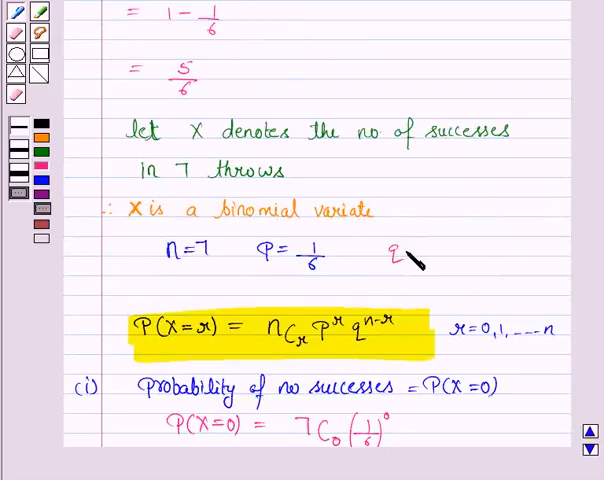 = 1 - 1/6
= 5/6
let X denotes the no of successes
in 7 throws
∴ X is a binomial variate
n=7 P= 1/6 q
P(X=r) = nCr P^r q^n-r r=0,1,-----n
(i) Probability of no successes = P(X=0)
P(X=0) = 7C0 (1/6)^0